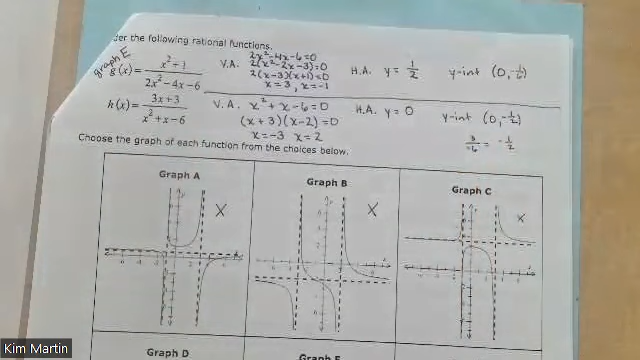 der the following rational functions.
graph E
g(x) = x² + 1 / 2x² - 4x - 6
V.A.
2x² - 4x - 6 = 0
2(x² - 2x - 3) = 0
2(x - 3)(x + 1) = 0
x = 3, x = -1
H.A. y = 1/2
y-int (0, -1/6)
h(x) = 3x + 3 / x² + x - 6
V.A. x² + x - 6 = 0
(x + 3)(x - 2) = 0
x = -3 x = 2
H.A. y = 0
y-int (0, -1/2)
3/-6 = -1/2
Choose the graph of each function from the choices below.
Graph A
X
Graph B
X
Graph C
X
Graph D
Kim Martin